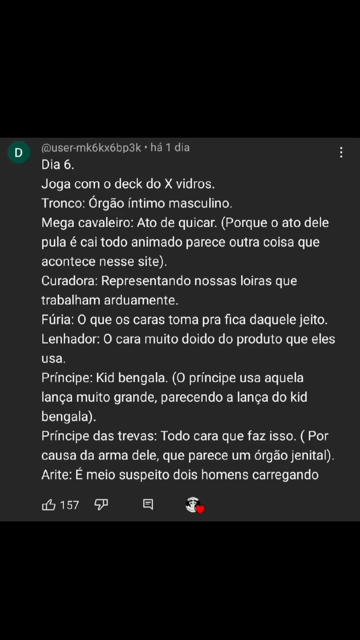 D
@user-mk6kx6bp3k • há 1 dia
Dia 6.
Joga com o deck do X vidros.
Tronco: Órgão íntimo masculino.
Mega cavaleiro: Ato de quicar. (Porque o ato dele
pula é cai todo animado parece outra coisa que
acontece nesse site).
Curadora: Representando nossas loiras que
trabalham arduamente.
Fúria: O que os caras toma pra fica daquele jeito.
Lenhador: O cara muito doido do produto que eles
usa.
Príncipe: Kid bengala. (O príncipe usa aquela
lança muito grande, parecendo a lança do kid
bengala).
Príncipe das trevas: Todo cara que faz isso. ( Por
causa da arma dele, que parece um órgão jenital).
Arite: É meio suspeito dois homens carregando
157